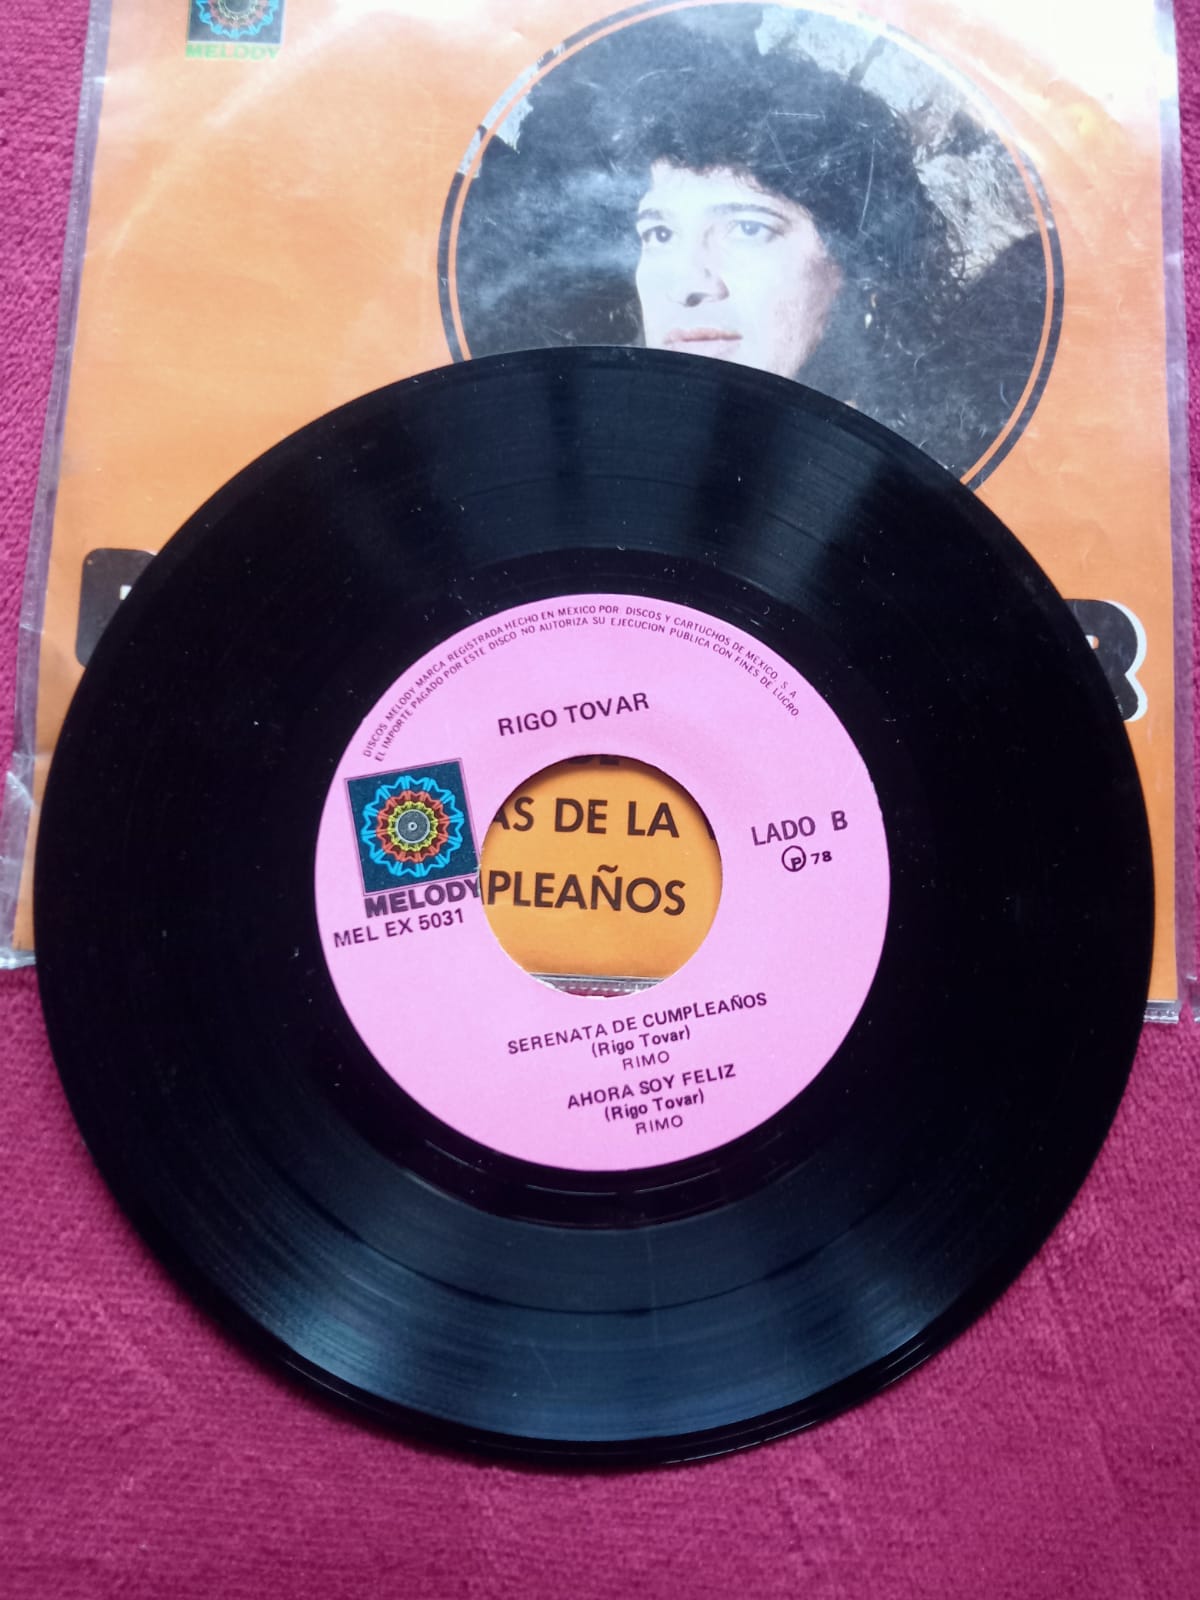 MELODY
DISCOS MELODY MARCA REGISTRADA HECHO EN MEXICO POR DISCOS Y CARTUCHOS DE MEXICO, S. A.
EL IMPORTE PAGADO POR ESTE DISCO NO AUTORIZA SU EJECUCION PUBLICA CON FINES DE LUCRO
RIGO TOVAR
AS DE LA
LADO B
P 78
MELODY
MPLEAÑOS
MEL EX 5031
SERENATA DE CUMPLEAÑOS
(Rigo Tovar)
RIMO
AHORA SOY FELIZ
(Rigo Tovar)
RIMO